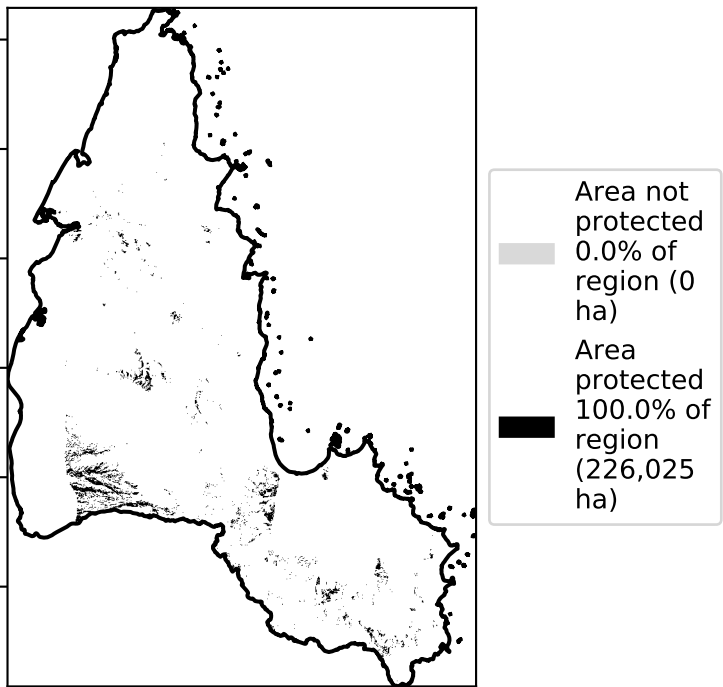 Area not
protected
0.0% of
region (0
ha)
Area
protected
100.0% of
region
(226,025
ha)